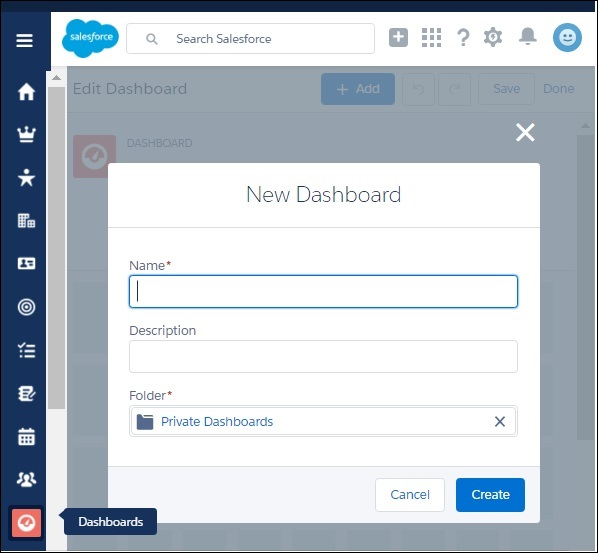 salesforce
Search Salesforce
Edit Dashboard
+ Add
Save
Done
DASHBOARD
New Dashboard
Name*
Description
Folder*
Private Dashboards
Cancel
Create
Dashboards